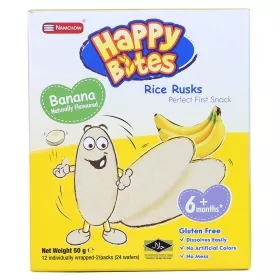 NAMCHOW
Happy
Bites
Rice Rusks
Perfect First Snack
Banana
Naturally Flavoured
6+
months*
Gluten Free
✓ Dissolves Easily
✓ No Artificial Colors
✓ No Mess
Net Weight 50 g e
12 individually wrapped-2/packs (24 wafers)